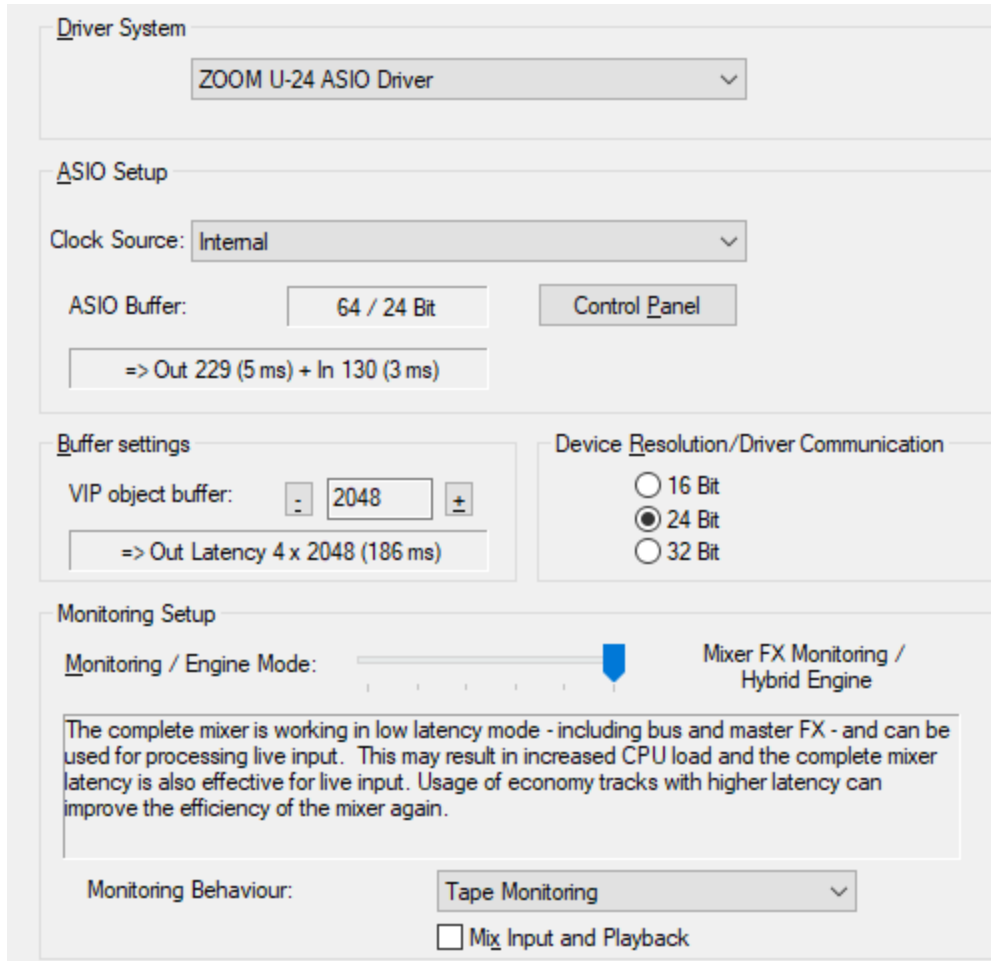 Driver System
ZOOM U-24 ASIO Driver
ASIO Setup
Clock Source: Internal
ASIO Buffer: 64 / 24 Bit Control Panel
=> Out 229 (5 ms) + In 130 (3 ms)
Buffer settings
VIP object buffer: - 2048 +
=> Out Latency 4 x 2048 (186 ms)
Device Resolution/Driver Communication
16 Bit
24 Bit
32 Bit
Monitoring Setup
Monitoring / Engine Mode:
Mixer FX Monitoring /
Hybrid Engine
The complete mixer is working in low latency mode - including bus and master FX - and can be
used for processing live input.  This may result in increased CPU load and the complete mixer
latency is also effective for live input. Usage of economy tracks with higher latency can
improve the efficiency of the mixer again.
Monitoring Behaviour: Tape Monitoring
Mix Input and Playback